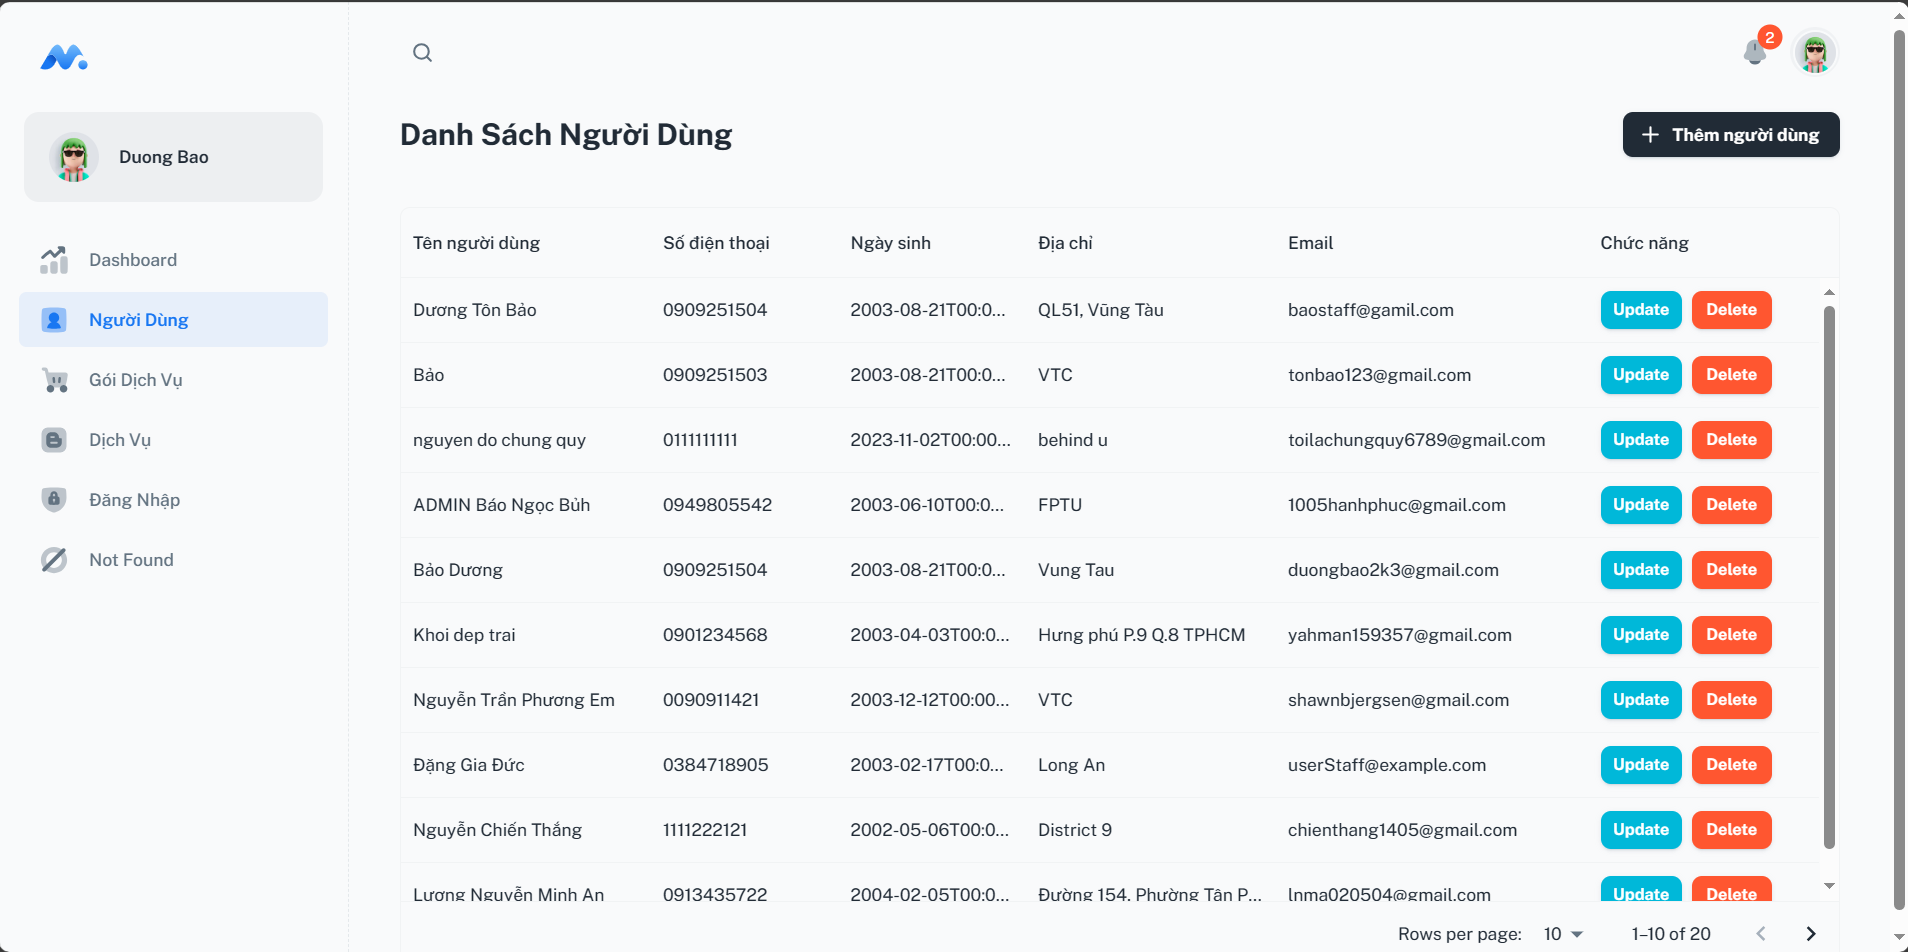 2
Duong Bao
Danh Sách Người Dùng
Thêm người dùng
Dashboard
Người Dùng
Gói Dịch Vụ
Dịch Vụ
Đăng Nhập
Not Found
Tên người dùng Số điện thoại Ngày sinh Địa chỉ Email Chức năng
Dương Tôn Bảo 0909251504 2003-08-21T00:0... QL51, Vũng Tàu baostaff@gamil.com Update Delete
Bảo 0909251503 2003-08-21T00:0... VTC tonbao123@gmail.com Update Delete
nguyen do chung quy 0111111111 2023-11-02T00:00... behind u toilachungquy6789@gmail.com Update Delete
ADMIN Báo Ngọc Bủh 0949805542 2003-06-10T00:0... FPTU 1005hanhphuc@gmail.com Update Delete
Bảo Dương 0909251504 2003-08-21T00:0... Vung Tau duongbao2k3@gmail.com Update Delete
Khoi dep trai 0901234568 2003-04-03T00:0... Hưng phú P.9 Q.8 TPHCM yahman159357@gmail.com Update Delete
Nguyễn Trần Phương Em 0090911421 2003-12-12T00:00... VTC shawnbjergsen@gmail.com Update Delete
Đặng Gia Đức 0384718905 2003-02-17T00:0... Long An userStaff@example.com Update Delete
Nguyễn Chiến Thắng 1111222121 2002-05-06T00:0... District 9 chienthang1405@gmail.com Update Delete
Lương Nguyễn Minh An 0913435722 2004-02-05T00:0... Đường 154, Phường Tân P... lnma020504@gmail.com Update Delete
Rows per page: 10 1–10 of 20